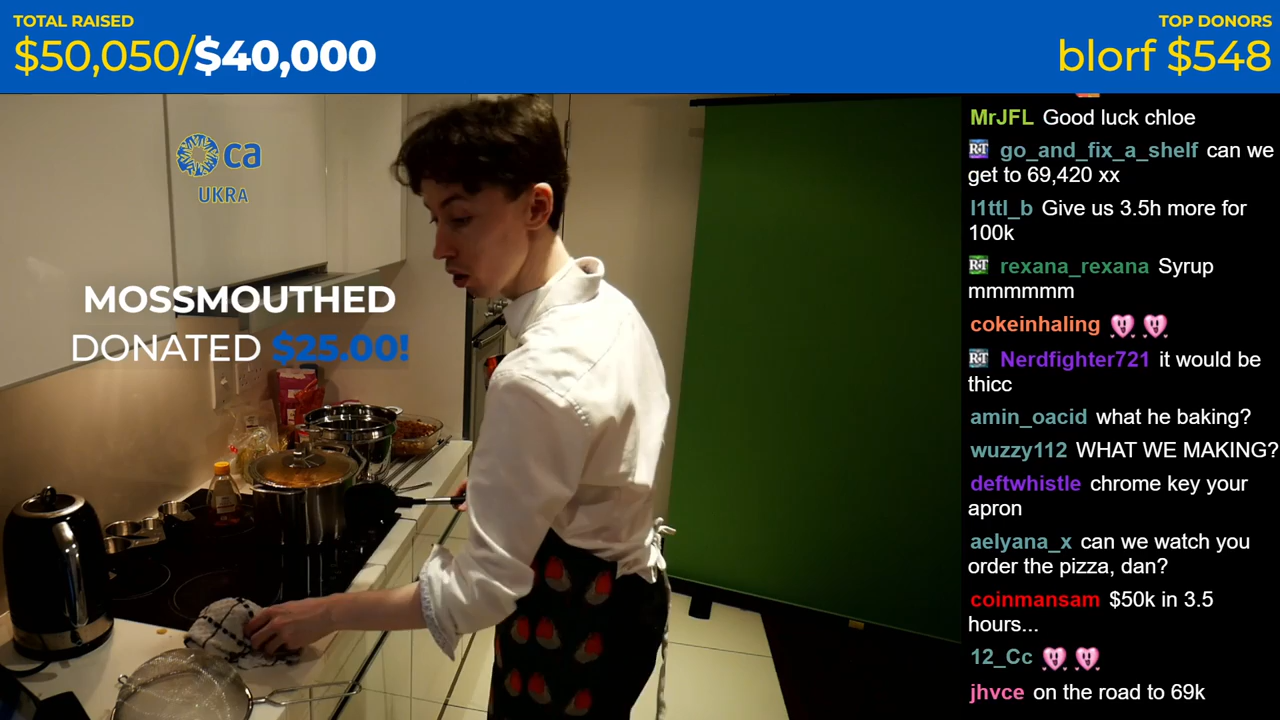 TOTAL RAISED
$50,050/$40,000
TOP DONORS
blorf $548
ca
UKRA
MOSSMOUTHED
DONATED $25.00!
MrJFL Good luck chloe
go_and_fix_a_shelf can we
get to 69,420 xx
l1ttl_b Give us 3.5h more for
100k
rexana_rexana Syrup
mmmmmm
cokeinhaling
Nerdfighter721 it would be
thicc
amin_oacid what he baking?
wuzzy112 WHAT WE MAKING?
deftwhistle chrome key your
apron
aelyana_x can we watch you
order the pizza, dan?
coinmansam $50k in 3.5
hours...
12_Cc
jhvce on the road to 69k